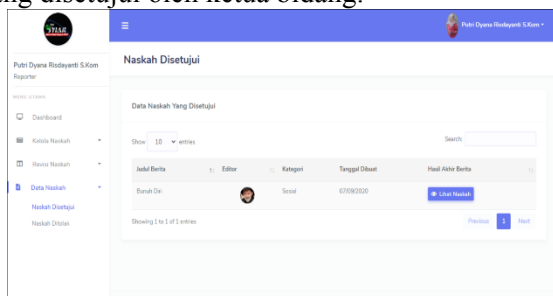 ng disetujui oleh ketua bidang.
Putri Dyana Risdayanti S.Kom
Putri Dyana Risdayanti S.Kom
Reporter
Naskah Disetujui
MENU UTAMA
Dashboard
Kelola Naskah
Revisi Naskah
Data Naskah
Naskah Disetujui
Naskah Ditolak
Data Naskah Yang Disetujui
Show 10 entries
Search:
Judul Berita Editor Kategori Tanggal Dibuat Hasil Akhir Berita
Bunuh Diri Sosial 07/09/2020 Lihat Naskah
Showing 1 to 1 of 1 entries
Previous 1 Next